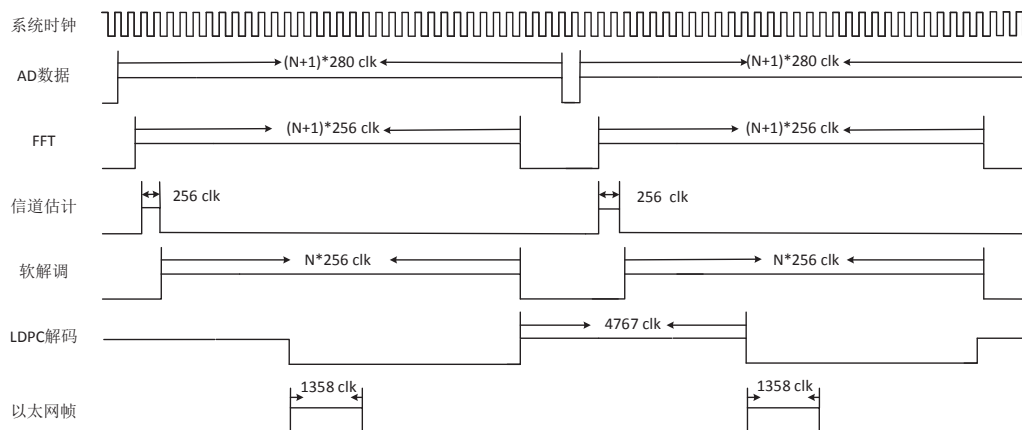 系统时钟
AD数据
(N+1)*280 clk
(N+1)*280 clk
FFT
(N+1)*256 clk
(N+1)*256 clk
信道估计
256 clk
256 clk
软解调
N*256 clk
N*256 clk
LDPC解码
4767 clk
以太网帧
1358 clk
1358 clk